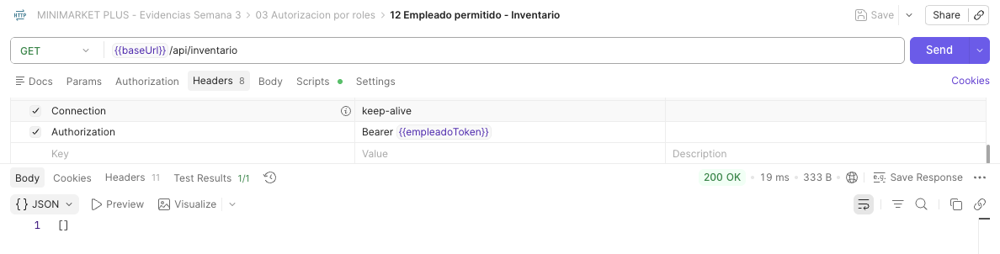 HTTP MINIMARKET PLUS - Evidencias Semana 3 > 03 Autorizacion por roles > 12 Empleado permitido - Inventario Save Share
GET {{baseUrl}} /api/inventario Send
Docs Params Authorization Headers 8 Body Scripts Settings Cookies
Connection keep-alive
Authorization Bearer {{empleadoToken}}
Key Value Description
Body Cookies Headers 11 Test Results 1/1 200 OK • 19 ms • 333 B • e.g. Save Response
{} JSON Preview Visualize
1 []